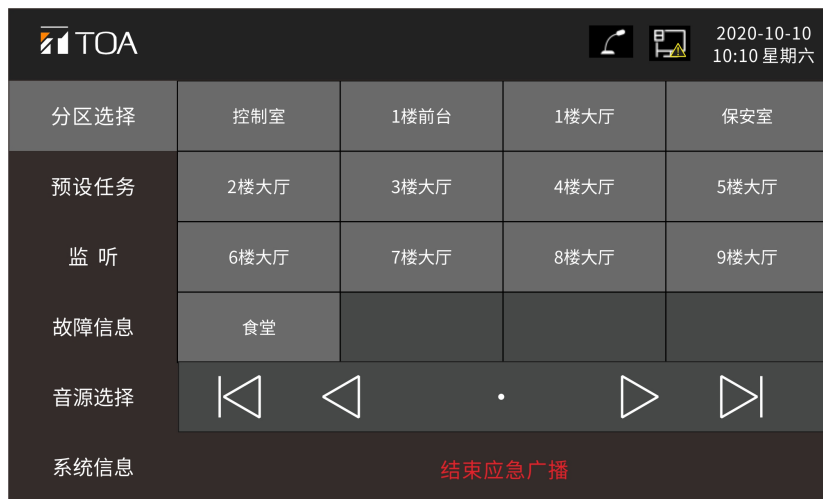 TOA
2020-10-10
10:10 星期六
分区选择
控制室
1楼前台
1楼大厅
保安室
预设任务
2楼大厅
3楼大厅
4楼大厅
5楼大厅
监 听
6楼大厅
7楼大厅
8楼大厅
9楼大厅
故障信息
食堂
音源选择
系统信息
结束应急广播